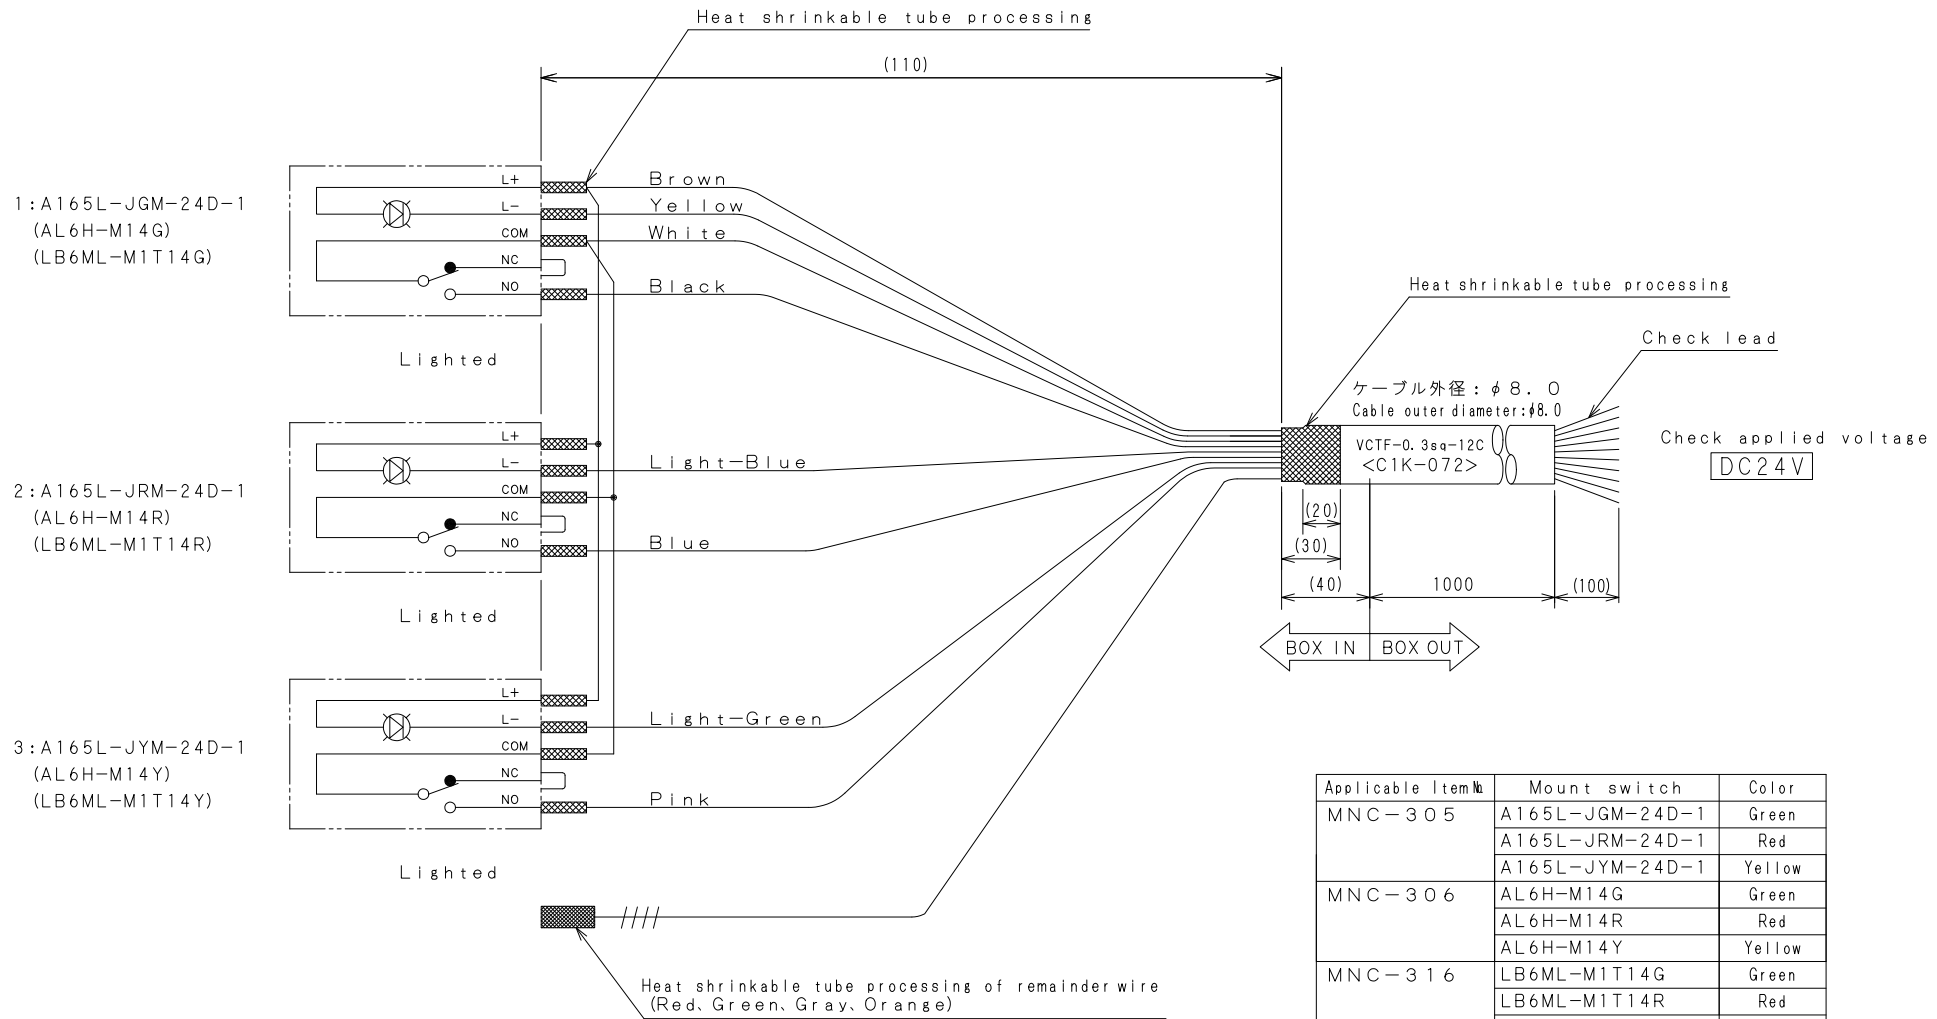 Heat shrinkable tube processing
(110)
1:A165L-JGM-24D-1
(AL6H-M14G)
(LB6ML-M1T14G)
L+
L-
COM
NC
NO
Brown
Yellow
White
Black
Lighted
Heat shrinkable tube processing
Check lead
ケーブル外径:φ8.0
Cable outer diameter:φ8.0
VCTF-0.3sq-12C
<C1K-072>
Check applied voltage
DC24V
2:A165L-JRM-24D-1
(AL6H-M14R)
(LB6ML-M1T14R)
L+
L-
COM
NC
NO
Light-Blue
Blue
Lighted
(20)
(30)
(40)
1000
(100)
BOX IN
BOX OUT
3:A165L-JYM-24D-1
(AL6H-M14Y)
(LB6ML-M1T14Y)
L+
L-
COM
NC
NO
Light-Green
Pink
Lighted
Heat shrinkable tube processing of remainder wire
(Red、Green、Gray、Orange)
Applicable Item№ Mount switch Color
MNC-305 A165L-JGM-24D-1 Green
A165L-JRM-24D-1 Red
A165L-JYM-24D-1 Yellow
MNC-306 AL6H-M14G Green
AL6H-M14R Red
AL6H-M14Y Yellow
MNC-316 LB6ML-M1T14G Green
LB6ML-M1T14R Red